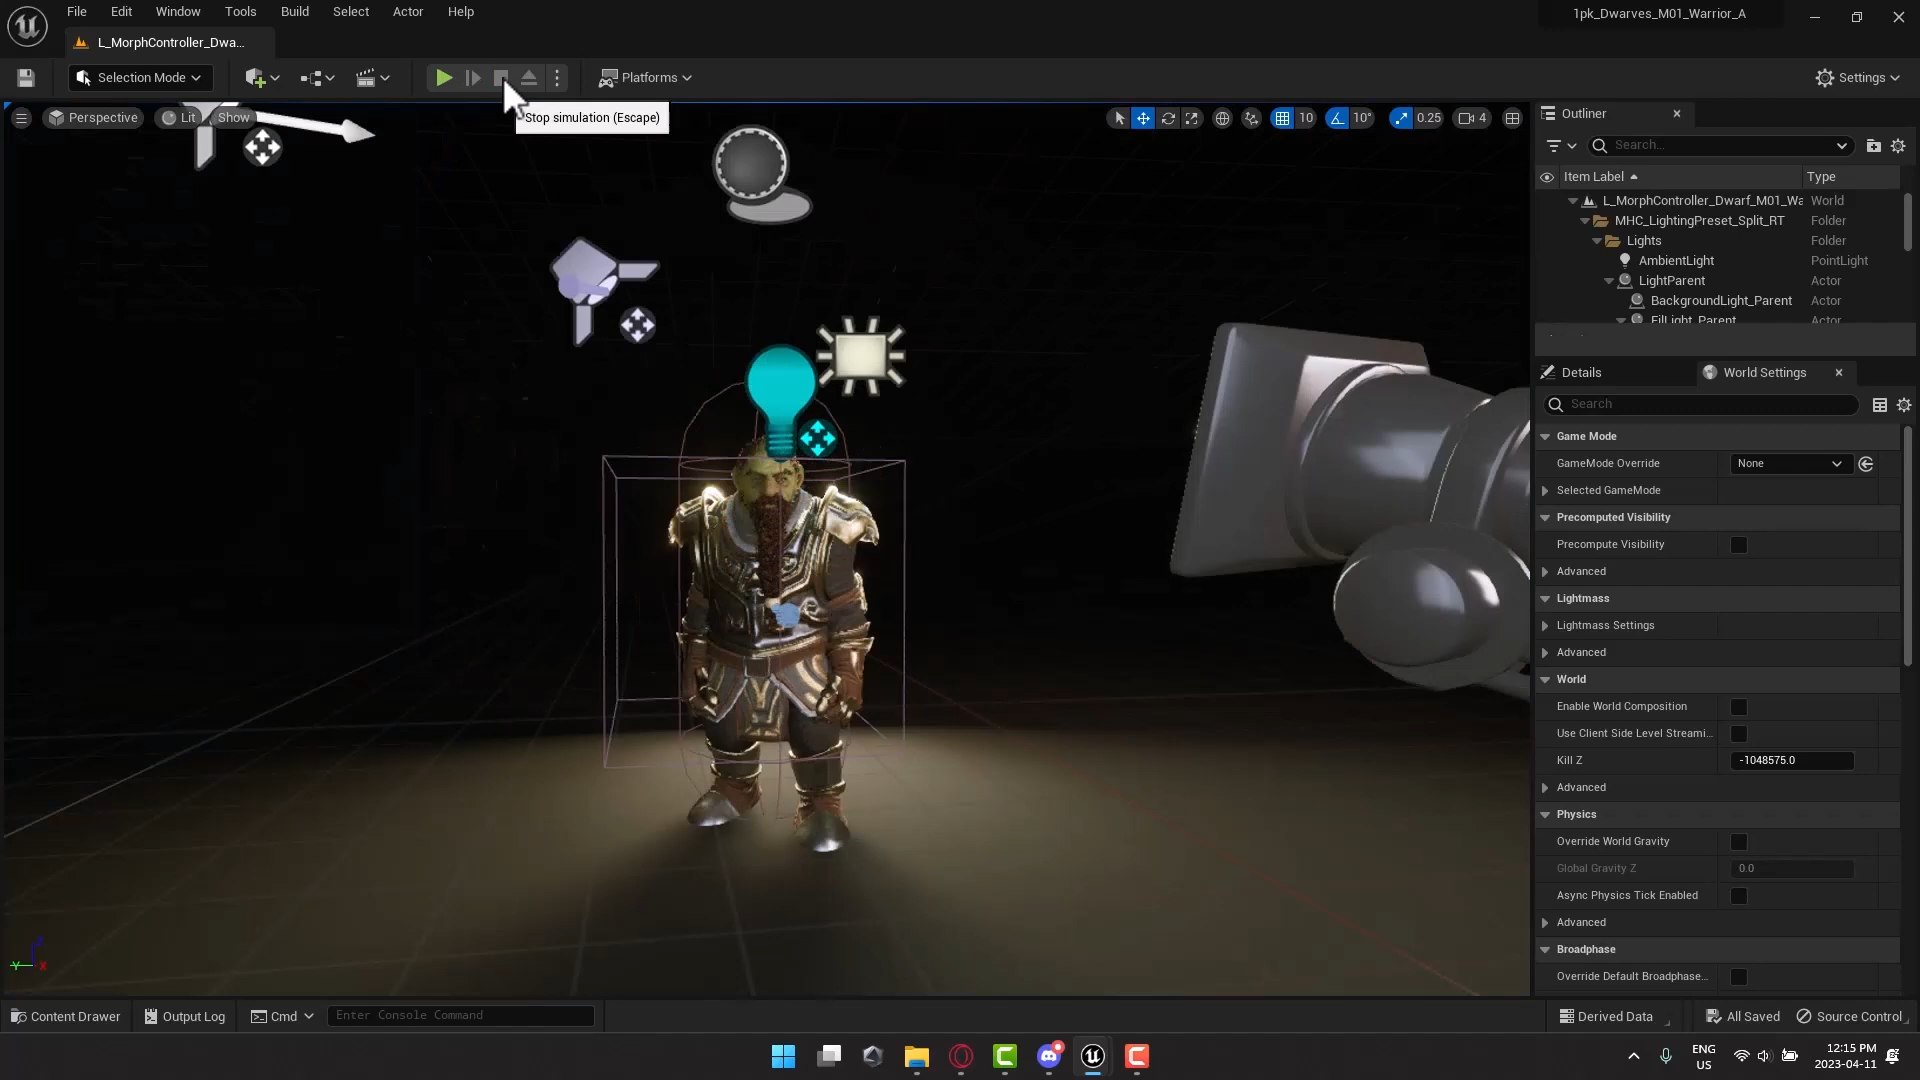 File Edit Window Tools Build Select Actor Help
1pk_Dwarves_M01_Warrior_A
L_MorphController_Dwa...
Selection Mode
Platforms
Settings
Perspective
Lit
Show
Stop simulation (Escape)
10
10°
0.25
4
Outliner
Search...
Item Label
Type
L_MorphController_Dwarf_M01_Wa World
MHC_LightingPreset_Split_RT Folder
Lights Folder
AmbientLight PointLight
LightParent Actor
BackgroundLight_Parent Actor
FillLight_Parent Actor
Details
World Settings
Search
Game Mode
GameMode Override None
Selected GameMode
Precomputed Visibility
Precompute Visibility
Advanced
Lightmass
Lightmass Settings
Advanced
World
Enable World Composition
Use Client Side Level Streami...
Kill Z -1048575.0
Advanced
Physics
Override World Gravity
Global Gravity Z 0.0
Async Physics Tick Enabled
Advanced
Broadphase
Override Default Broadphase...
Z
Y
X
Content Drawer
Output Log
Cmd
Enter Console Command
Derived Data
All Saved
Source Control
ENG
US
12:15 PM
2023-04-11